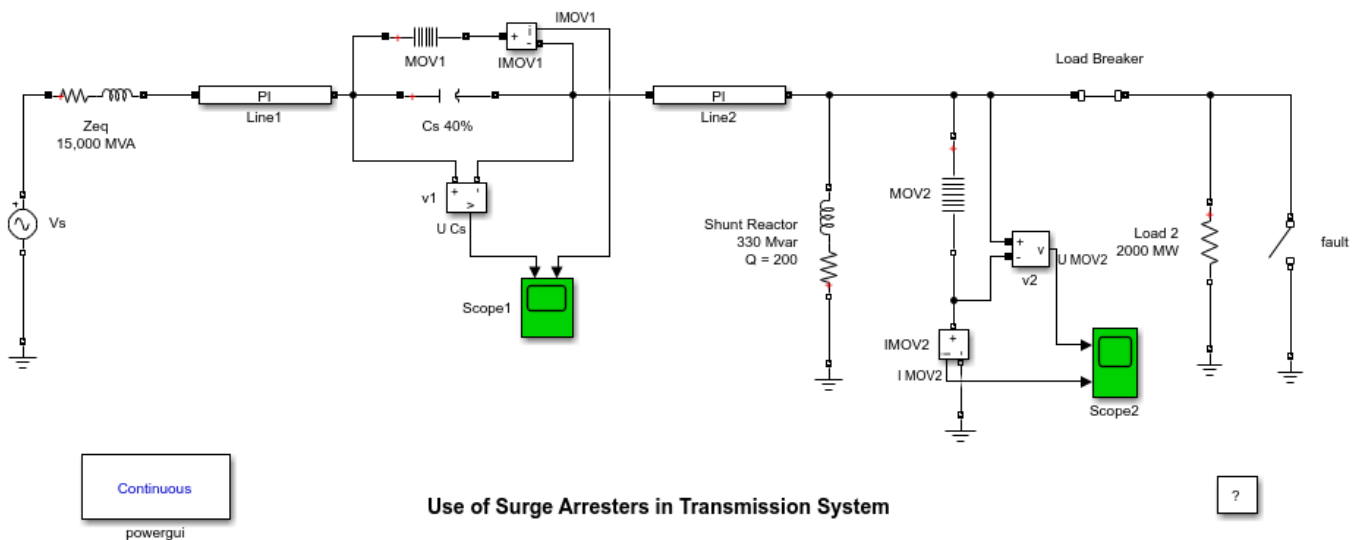 IMOV1
MOV1
+ i -
IMOV1
Load Breaker
PI
Line1
Cs 40%
PI
Line2
Zeq
15,000 MVA
+
Vs
v1
+ - v
U Cs
Scope1
Shunt Reactor
330 Mvar
Q = 200
MOV2
+ - v
v2
U MOV2
Load 2
2000 MW
fault
IMOV2
+ -
I MOV2
Scope2
Continuous
powergui
Use of Surge Arresters in Transmission System
?